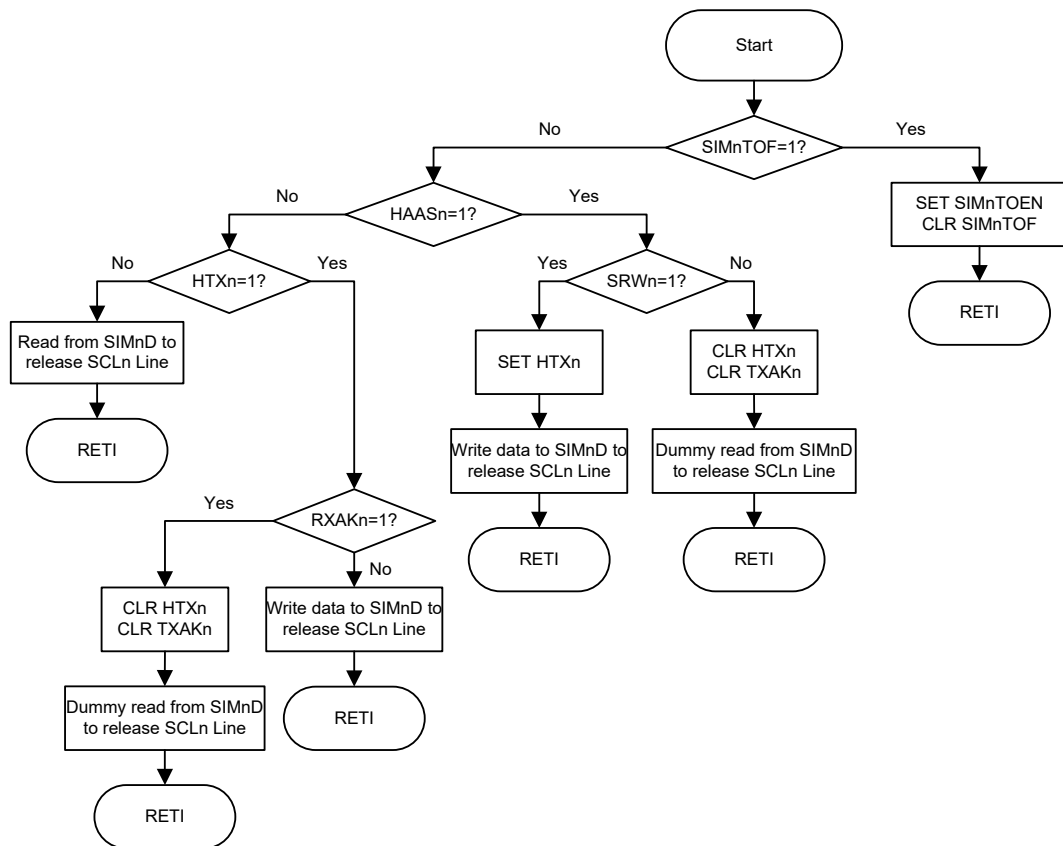 Start
SIMnTOF=1?
No
Yes
HAASn=1?
No
Yes
SET SIMnTOEN
CLR SIMnTOF
RETI
HTXn=1?
No
Yes
SRWn=1?
Yes
No
Read from SIMnD to
release SCLn Line
RETI
SET HTXn
CLR HTXn
CLR TXAKn
Write data to SIMnD to
release SCLn Line
Dummy read from SIMnD
to release SCLn Line
RETI
RETI
RXAKn=1?
Yes
No
CLR HTXn
CLR TXAKn
Write data to SIMnD to
release SCLn Line
Dummy read from SIMnD
to release SCLn Line
RETI
RETI